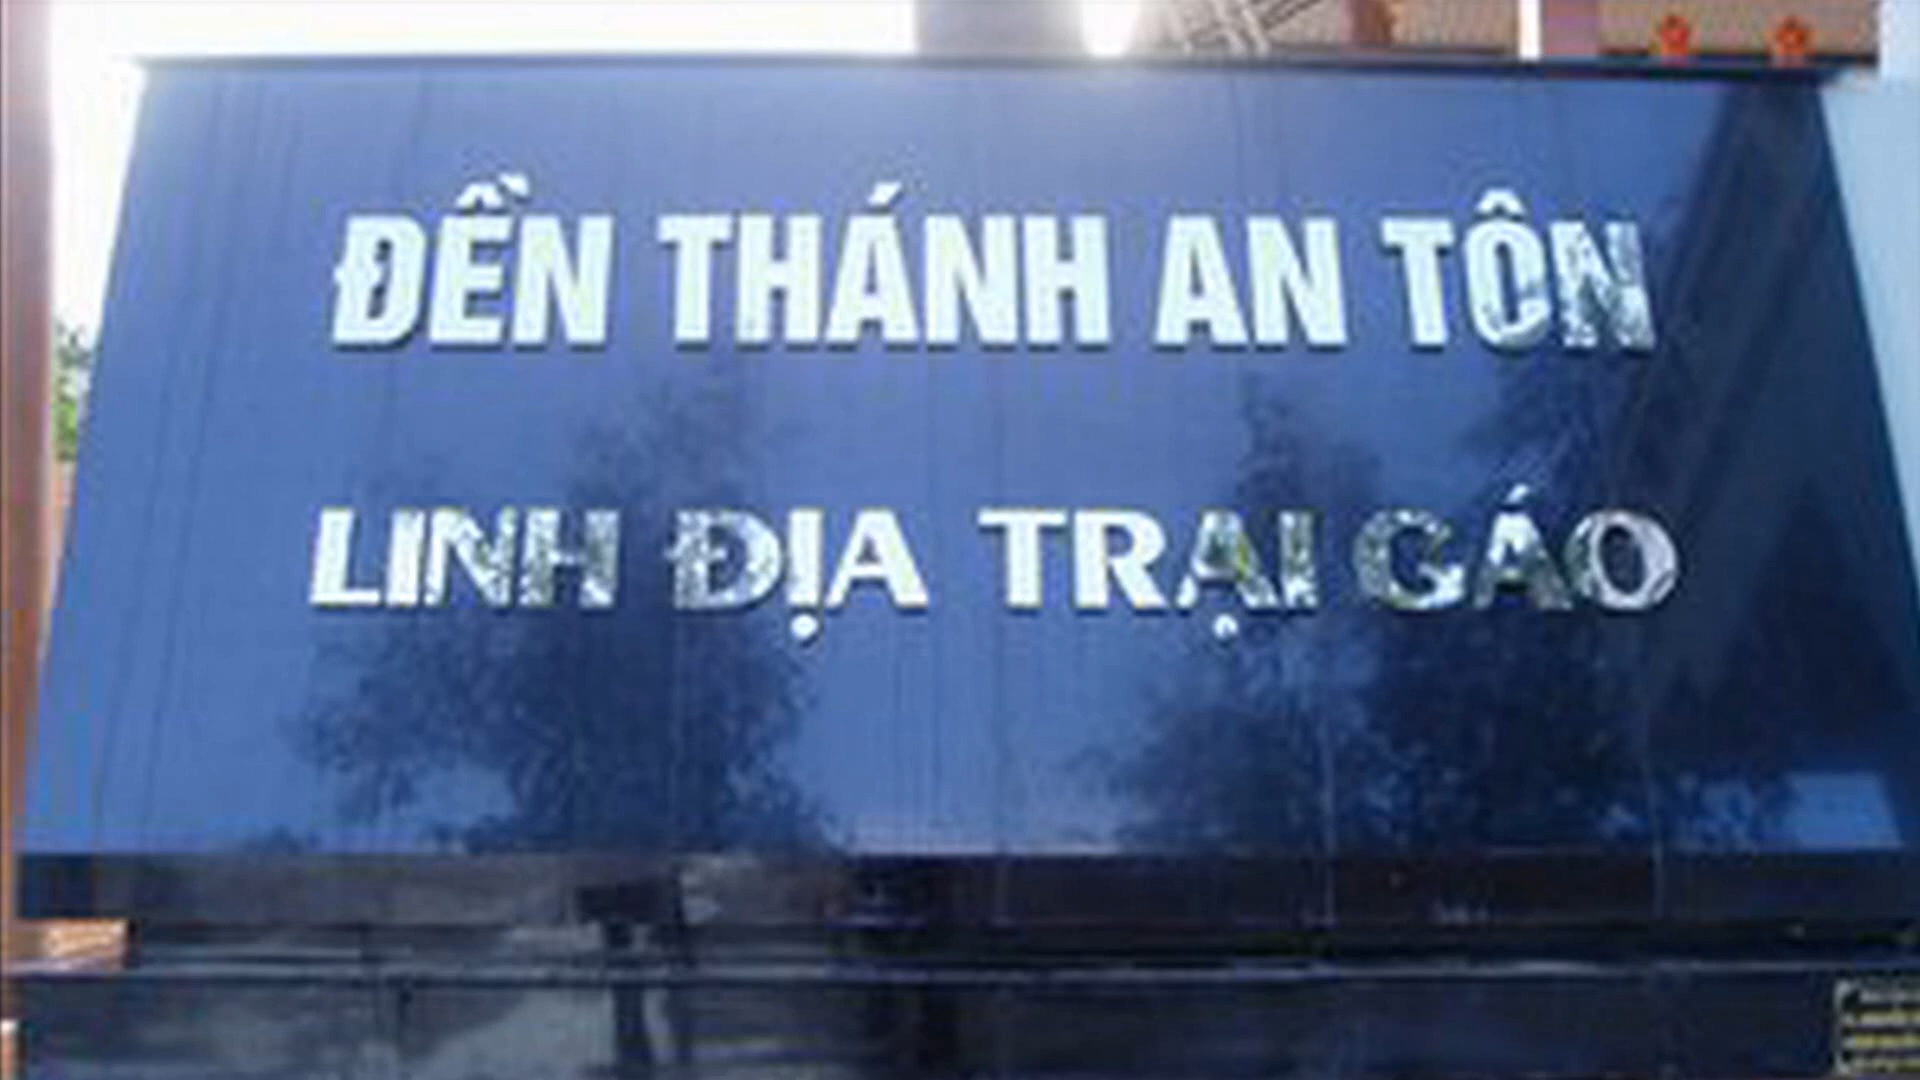 ĐỀN THÁNH AN TÔN
LINH ĐỊA TRẠI GÁO